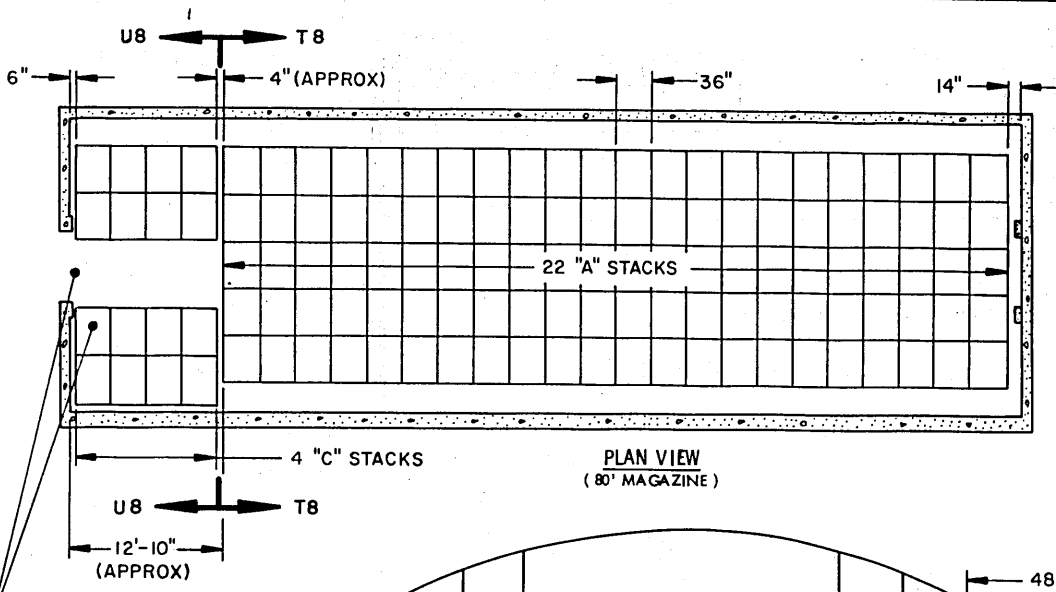 U8 T8
6" 4" (APPROX) 36" 14"
22 "A" STACKS
4 "C" STACKS
PLAN VIEW
( 80' MAGAZINE )
U8 T8
12'-10"
(APPROX)
48